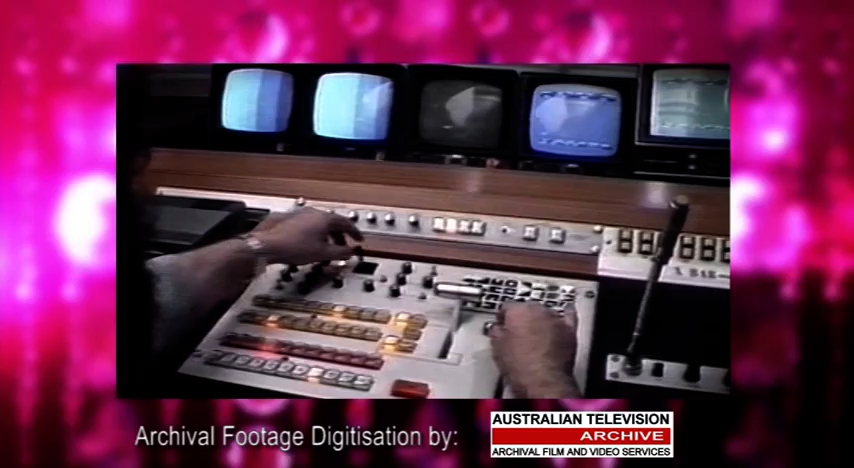 Archival Footage Digitisation by:
AUSTRALIAN TELEVISION
ARCHIVE
ARCHIVAL FILM AND VIDEO SERVICES